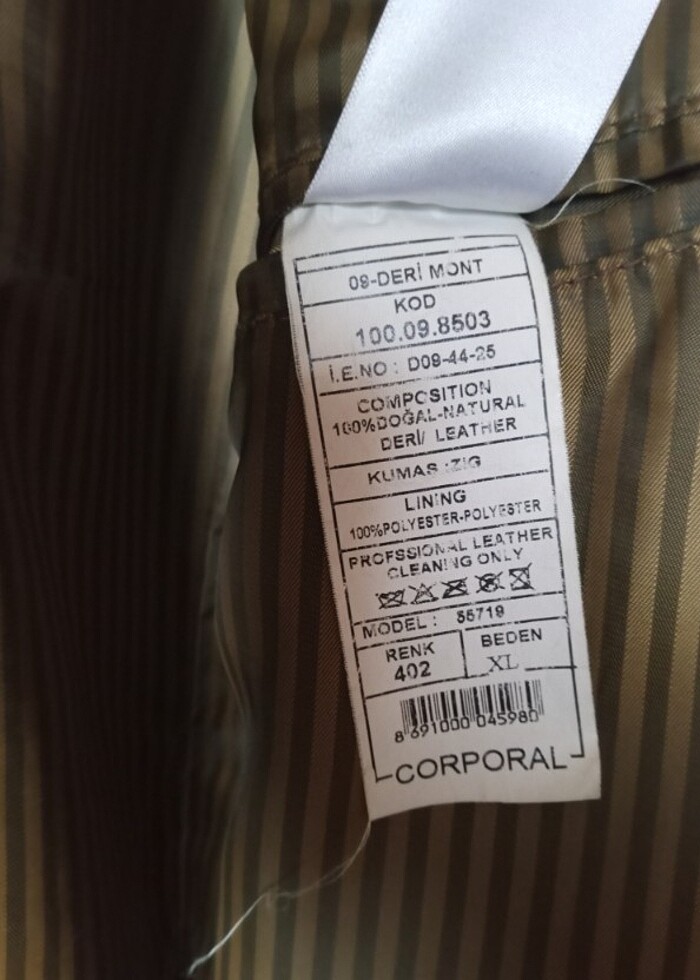 09-DERİ MONT
KOD
100.09.8503
İ.E.NO : D09-44-25
COMPOSITION
100%DOĞAL-NATURAL
DERİ/ LEATHER
KUMAS :ZIG
LINING
100%POLYESTER-POLYESTER
PROFSSIONAL LEATHER
CLEANING ONLY
MODEL : 55719
RENK
402
BEDEN
XL
8 691000 045980
CORPORAL